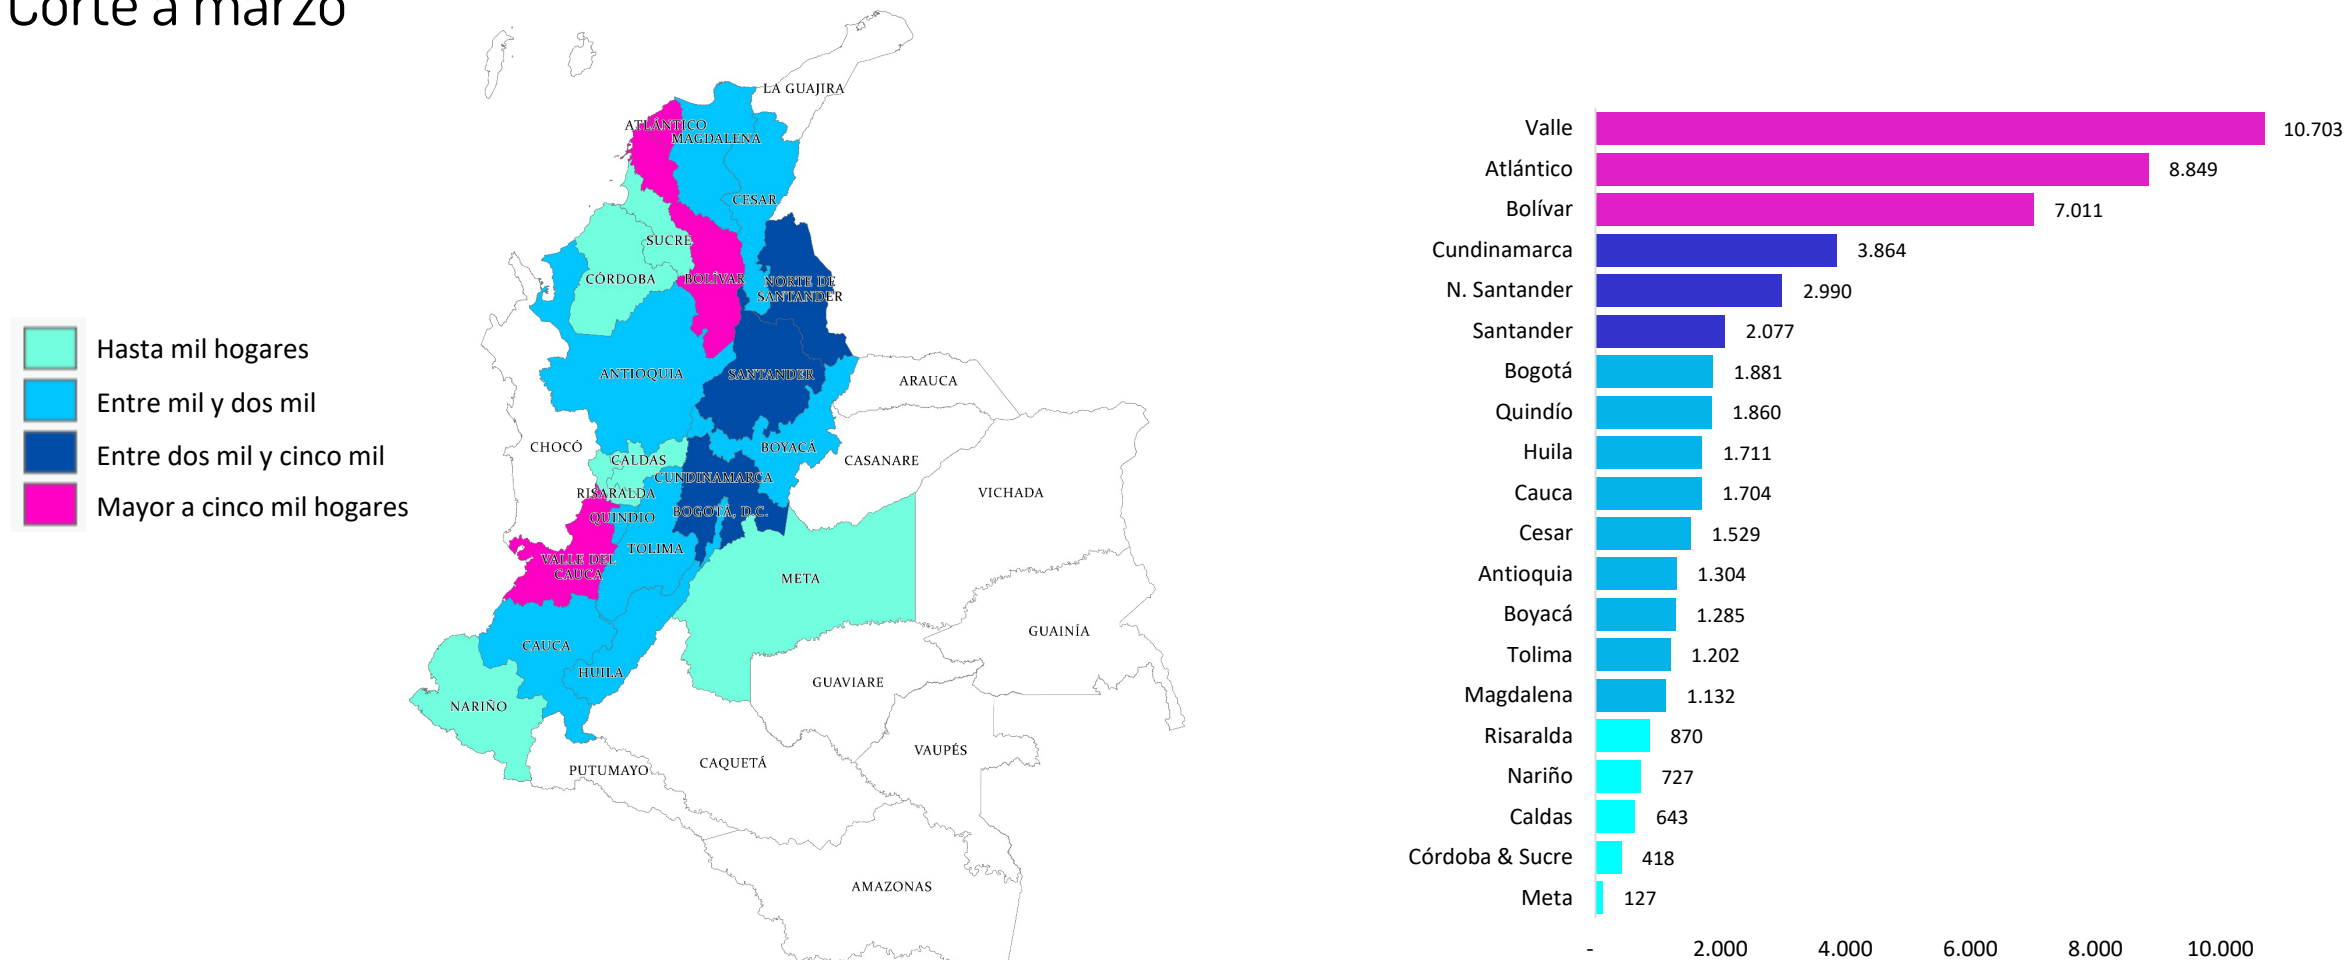 Corte a marzo
Hasta mil hogares
Entre mil y dos mil
Entre dos mil y cinco mil
Mayor a cinco mil hogares
LA GUAJIRA
ATLÁNTICO
MAGDALENA
CESAR
SUCRE
CÓRDOBA
BOLÍVAR
NORTE DE
SANTANDER
ANTIOQUIA
SANTANDER
ARAUCA
CHOCÓ
BOYACÁ
CALDAS
CASANARE
CUNDINAMARCA
RISARALDA
VICHADA
QUINDIO
BOGOTÁ, D.C.
TOLIMA
VALLE DEL
CAUCA
META
GUAINÍA
CAUCA
HUILA
GUAVIARE
NARIÑO
VAUPÉS
CAQUETÁ
PUTUMAYO
AMAZONAS
Valle 10.703
Atlántico 8.849
Bolívar 7.011
Cundinamarca 3.864
N. Santander 2.990
Santander 2.077
Bogotá 1.881
Quindío 1.860
Huila 1.711
Cauca 1.704
Cesar 1.529
Antioquia 1.304
Boyacá 1.285
Tolima 1.202
Magdalena 1.132
Risaralda 870
Nariño 727
Caldas 643
Córdoba & Sucre 418
Meta 127
- 2.000 4.000 6.000 8.000 10.000